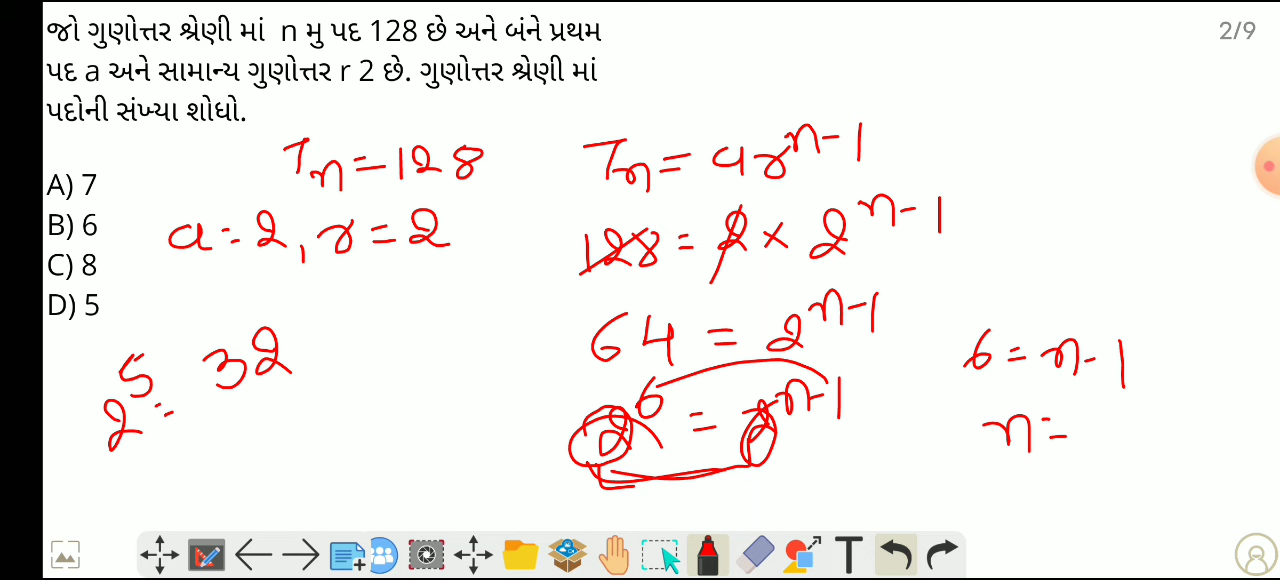 જો ગુણોત્તર શ્રેણી માં n મુ પદ 128 છે અને બંને પ્રથમ
પદ a અને સામાન્ય ગુણોત્તર r 2 છે. ગુણોત્તર શ્રેણી માં
પદોની સંખ્યા શોધો.
2/9
A) 7
B) 6
C) 8
D) 5
Tn = 128
a = 2, r = 2
2^5 = 32
Tn = ar^n-1
128 = 2 × 2^n-1
64 = 2^n-1
2^6 = 2^n-1
6 = n-1
n =
T